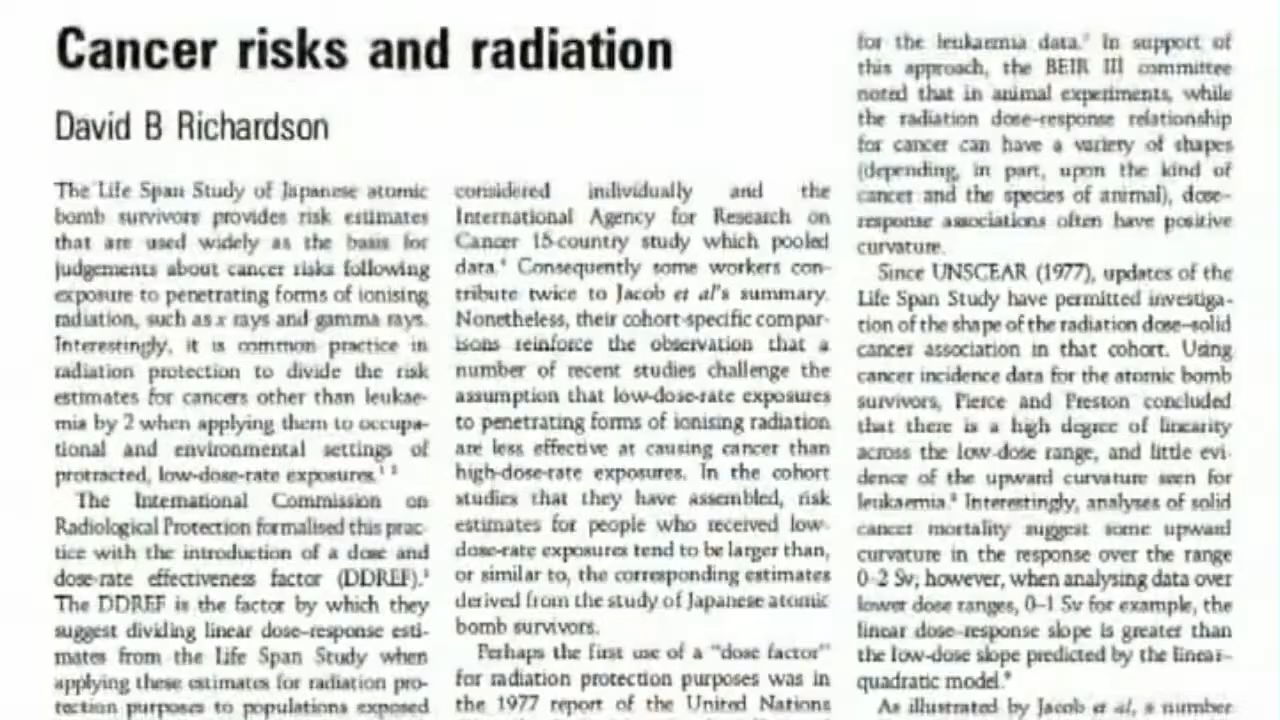 Cancer risks and radiation
David B Richardson
The Life Span Study of Japanese atomic
bomb survivors provides risk estimates
that are used widely as the basis for
judgements about cancer risks following
exposure to penetrating forms of ionising
radiation, such as x rays and gamma rays.
Interestingly, it is common practice in
radiation protection to divide the risk
estimates for cancers other than leukae-
mia by 2 when applying them to occupa-
tional and environmental settings of
protracted, low-dose-rate exposures.¹ ²
The International Commission on
Radiological Protection formalised this prac-
tice with the introduction of a dose and
dose-rate effectiveness factor (DDREF).³
The DDREF is the factor by which they
suggest dividing linear dose–response esti-
mates from the Life Span Study when
applying these estimates for radiation pro-
tection purposes to populations exposed
considered individually and the
International Agency for Research on
Cancer 15-country study which pooled
data.⁶ Consequently some workers con-
tribute twice to Jacob et al's summary.
Nonetheless, their cohort-specific compar-
isons reinforce the observation that a
number of recent studies challenge the
assumption that low-dose-rate exposures
to penetrating forms of ionising radiation
are less effective at causing cancer than
high-dose-rate exposures. In the cohort
studies that they have assembled, risk
estimates for people who received low-
dose-rate exposures tend to be larger than,
or similar to, the corresponding estimates
derived from the study of Japanese atomic
bomb survivors.
Perhaps the first use of a "dose factor"
for radiation protection purposes was in
the 1977 report of the United Nations
for the leukaemia data.⁷ In support of
this approach, the BEIR III committee
noted that in animal experiments, while
the radiation dose–response relationship
for cancer can have a variety of shapes
(depending, in part, upon the kind of
cancer and the species of animal), dose–
response associations often have positive
curvature.
Since UNSCEAR (1977), updates of the
Life Span Study have permitted investiga-
tion of the shape of the radiation dose–solid
cancer association in that cohort. Using
cancer incidence data for the atomic bomb
survivors, Pierce and Preston concluded
that there is a high degree of linearity
across the low-dose range, and little evi-
dence of the upward curvature seen for
leukaemia.⁸ Interestingly, analyses of solid
cancer mortality suggest some upward
curvature in the response over the range
0–2 Sv; however, when analysing data over
lower dose ranges, 0–1 Sv for example, the
linear dose–response slope is greater than
the low-dose slope predicted by the linear–
quadratic model.⁹
As illustrated by Jacob et al, a number